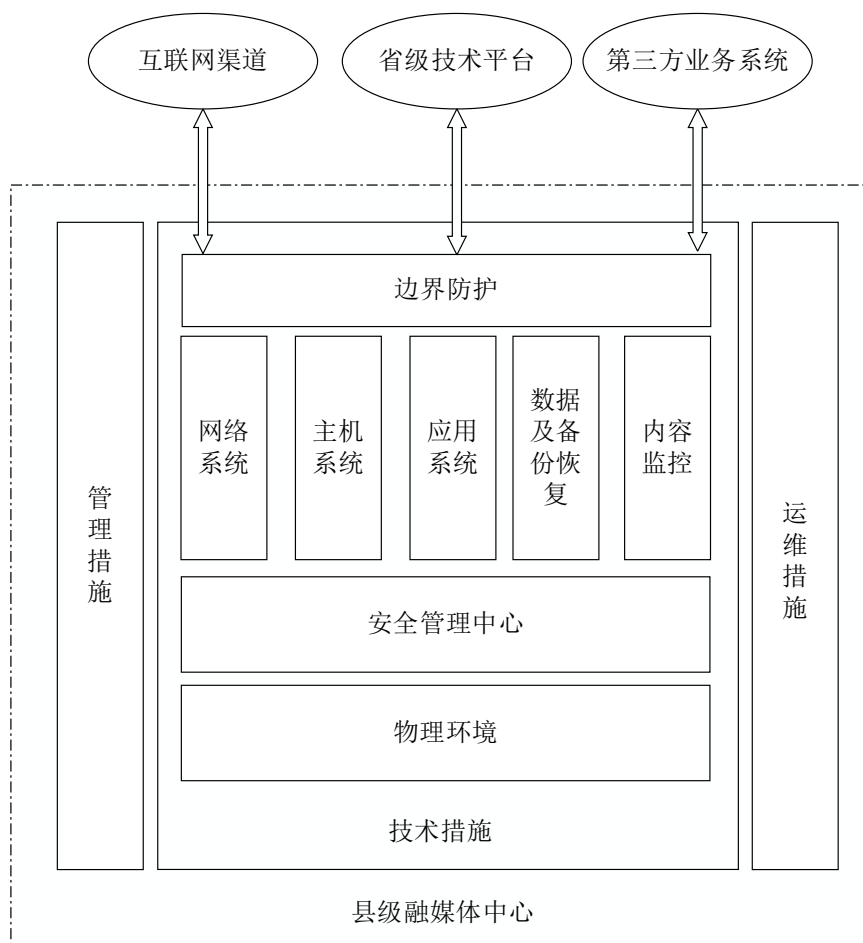 互联网渠道
省级技术平台
第三方业务系统
边界防护
网络
系统
主机
系统
应用
系统
数据
及备
份恢
复
内容
监控
管
理
措
施
运
维
措
施
安全管理中心
物理环境
技术措施
县级融媒体中心